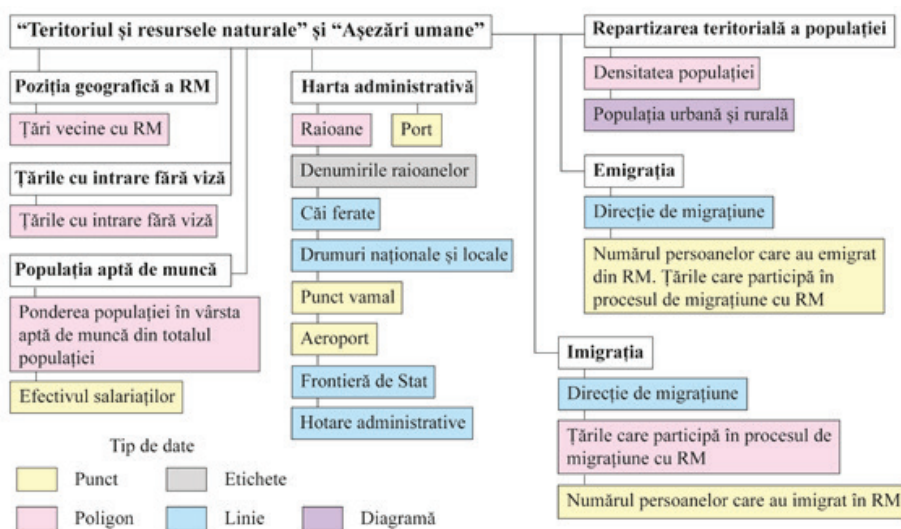 “Teritoriul și resursele naturale” și “Așezări umane”
Poziția geografică a RM
Țări vecine cu RM
Țările cu intrare fără viză
Țările cu intrare fără viză
Populația aptă de muncă
Ponderea populației în vârsta
aptă de muncă din totalul
populației
Efectivul salariaților
Harta administrativă
Raioane
Port
Denumirile raioanelor
Căi ferate
Drumuri naționale și locale
Punct vamal
Aeroport
Frontieră de Stat
Hotare administrative
Repartizarea teritorială a populației
Densitatea populației
Populația urbană și rurală
Emigrația
Direcție de migrațiune
Numărul persoanelor care au emigrat
din RM. Țările care participă în
procesul de migrațiune cu RM
Imigrația
Direcție de migrațiune
Țările care participă în procesul de
migrațiune cu RM
Numărul persoanelor care au imigrat în RM
Tip de date
Punct
Etichete
Poligon
Linie
Diagramă